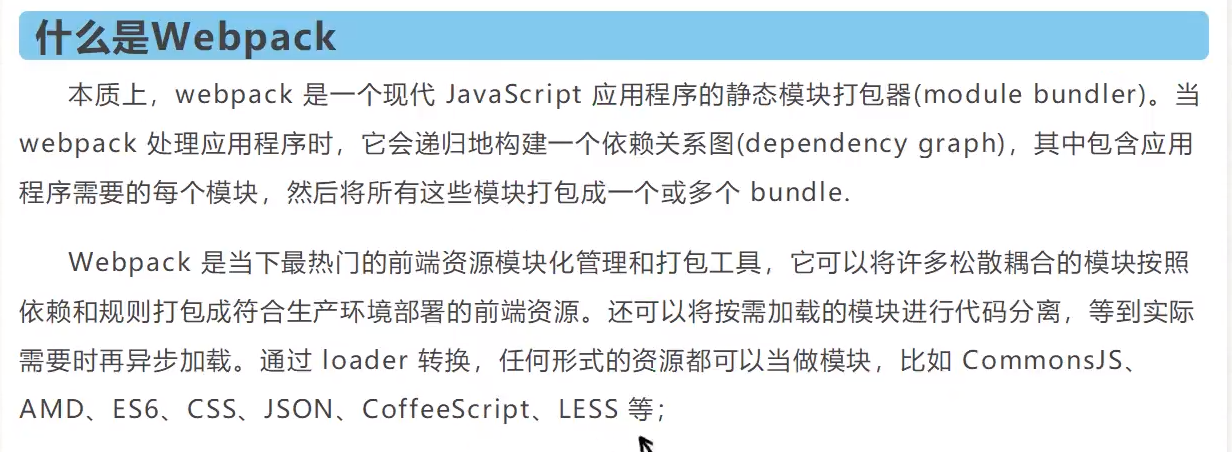 什么是Webpack
本质上，webpack 是一个现代 JavaScript 应用程序的静态模块打包器(module bundler)。当
webpack 处理应用程序时，它会递归地构建一个依赖关系图(dependency graph)，其中包含应用
程序需要的每个模块，然后将所有这些模块打包成一个或多个 bundle.
Webpack 是当下最热门的前端资源模块化管理和打包工具，它可以将许多松散耦合的模块按照
依赖和规则打包成符合生产环境部署的前端资源。还可以将按需加载的模块进行代码分离，等到实际
需要时再异步加载。通过 loader 转换，任何形式的资源都可以当做模块，比如 CommonsJS、
AMD、ES6、CSS、JSON、CoffeeScript、LESS 等；